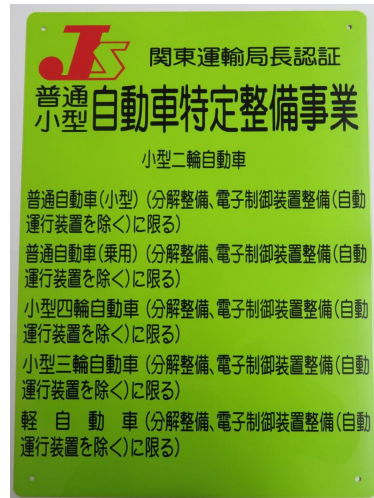 JS 関東運輸局長認証
普通
小型 自動車特定整備事業
小型二輪自動車
普通自動車(小型)(分解整備、電子制御装置整備(自動
運行装置を除く)に限る)
普通自動車(乗用)(分解整備、電子制御装置整備(自動
運行装置を除く)に限る)
小型四輪自動車(分解整備、電子制御装置整備(自動
運行装置を除く)に限る)
小型三輪自動車(分解整備、電子制御装置整備(自動
運行装置を除く)に限る)
軽自動車(分解整備、電子制御装置整備(自動
運行装置を除く)に限る)